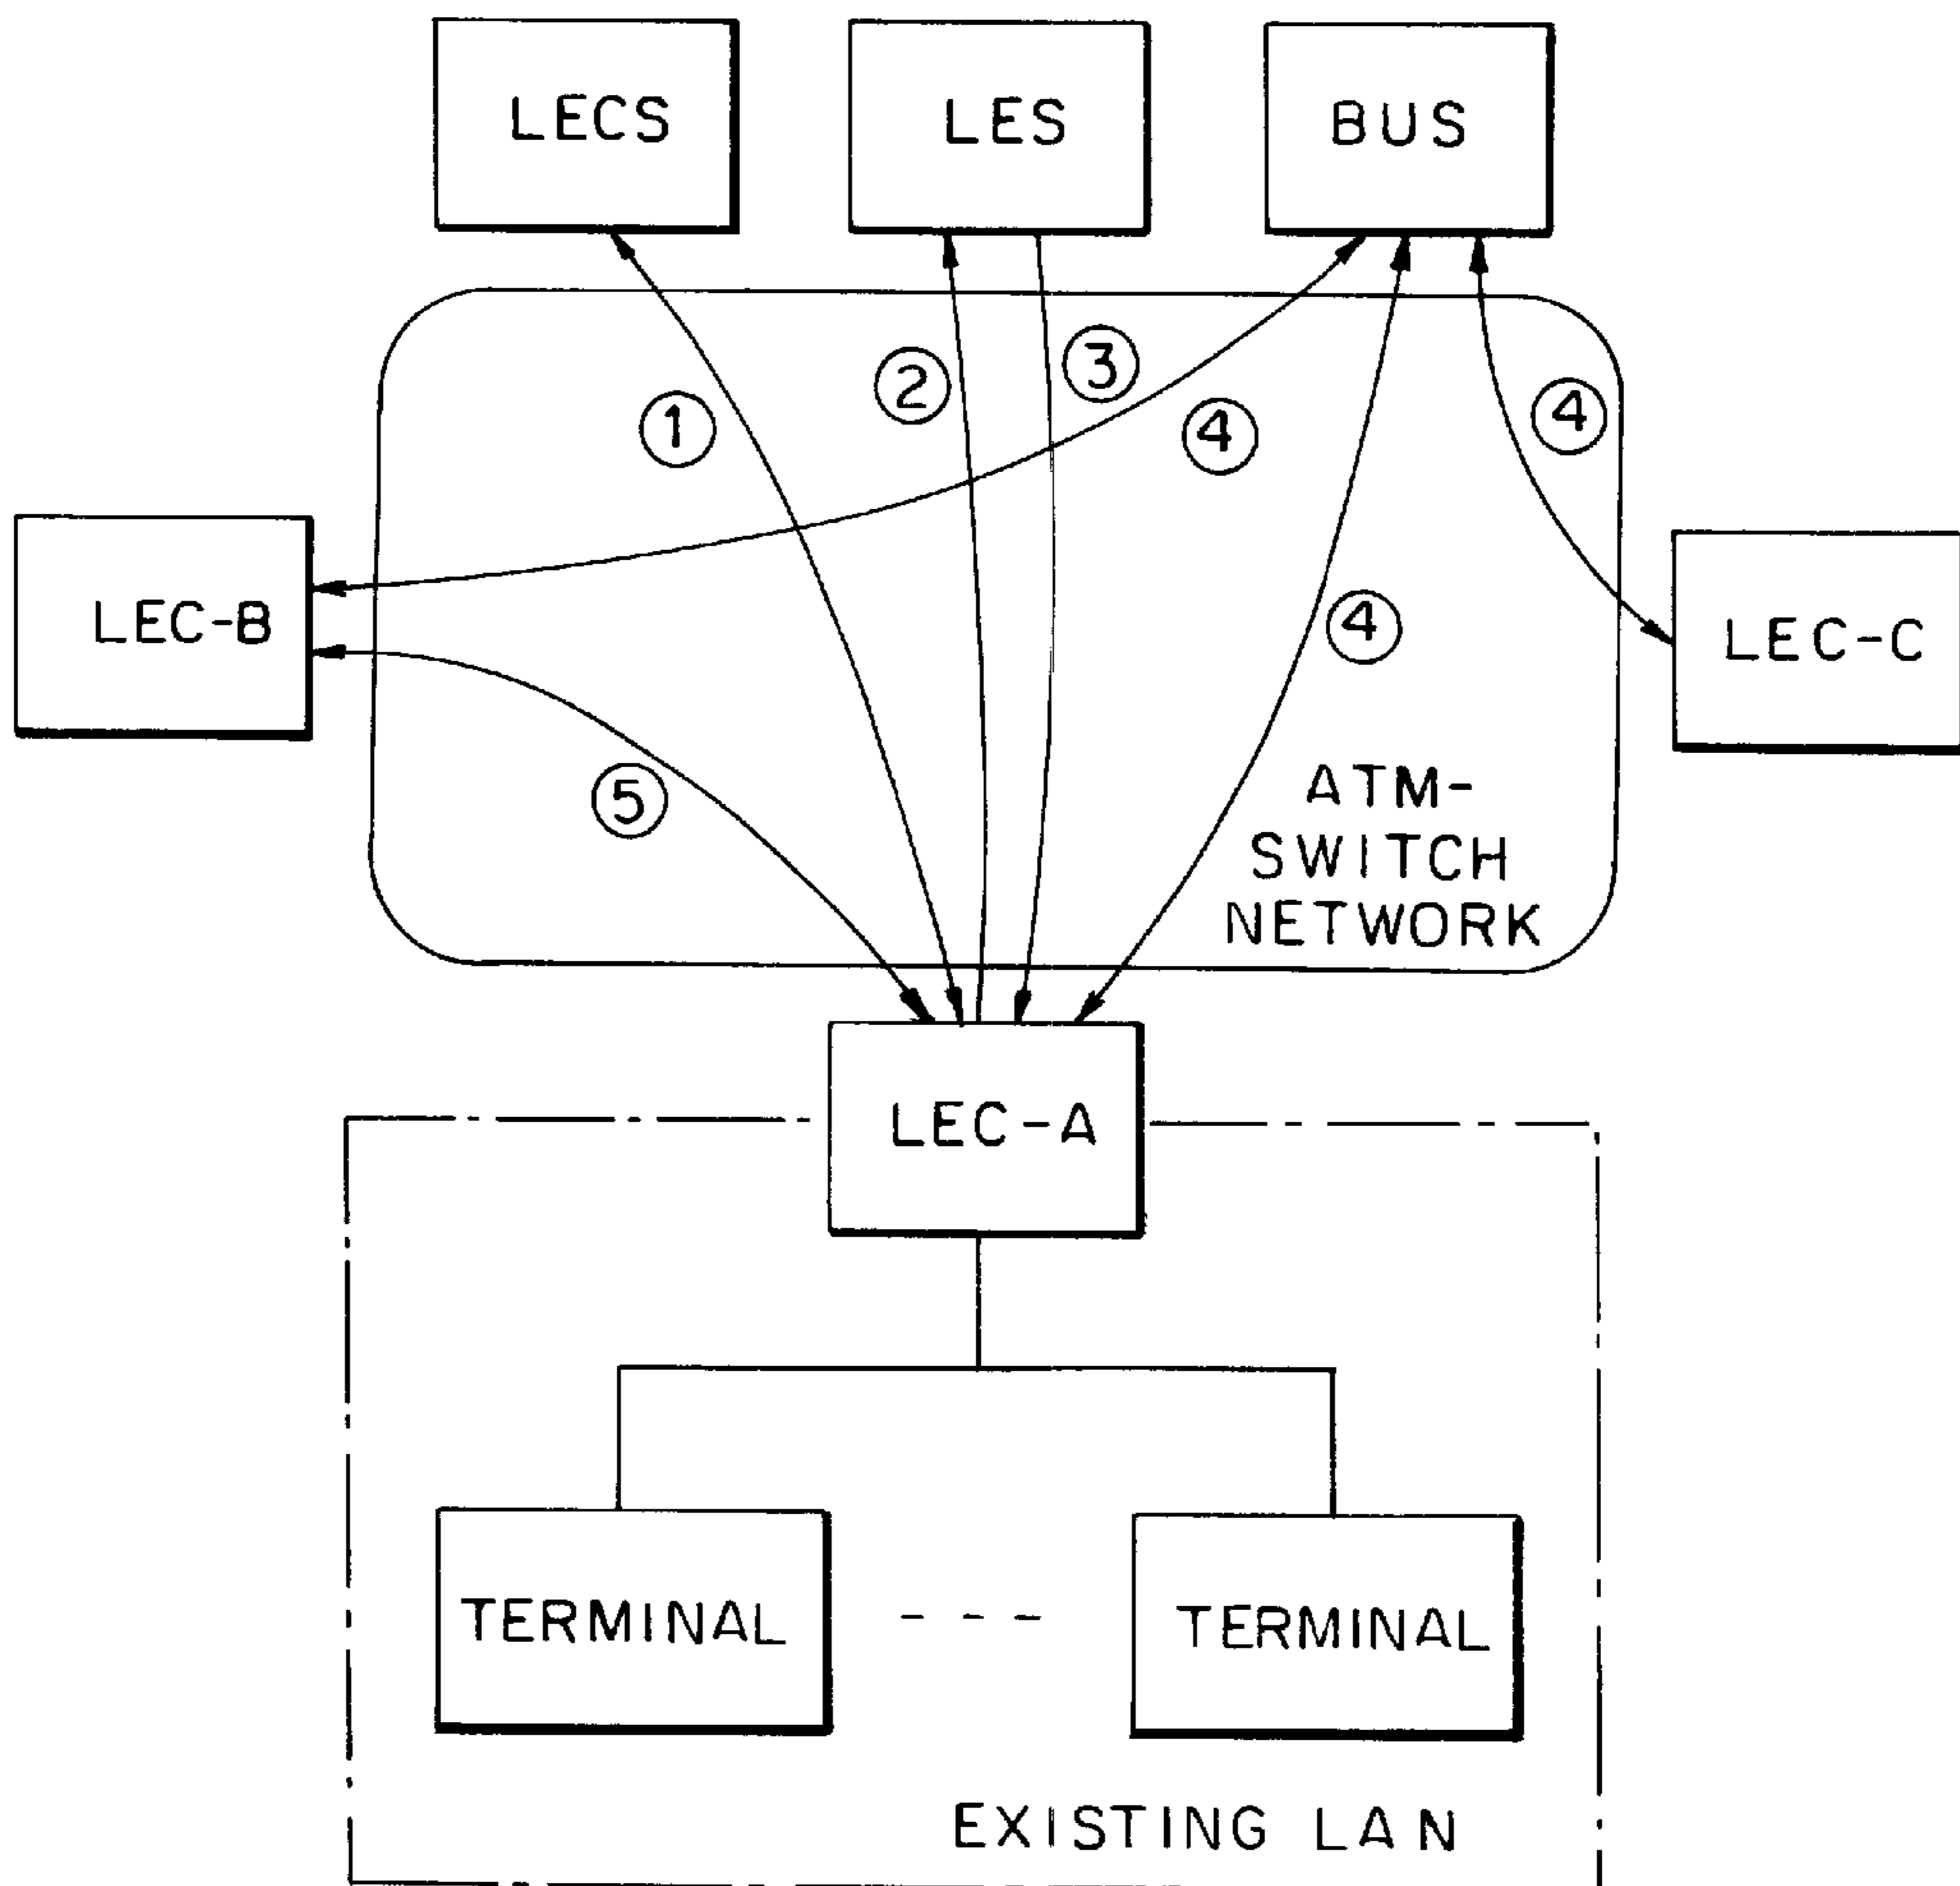 LECS
LES
BUS
③
②
①
④
④
LEC-B
④
LEC-C
⑤
ATM-
SWITCH
NETWORK
LEC-A
TERMINAL
TERMINAL
EXISTING LAN